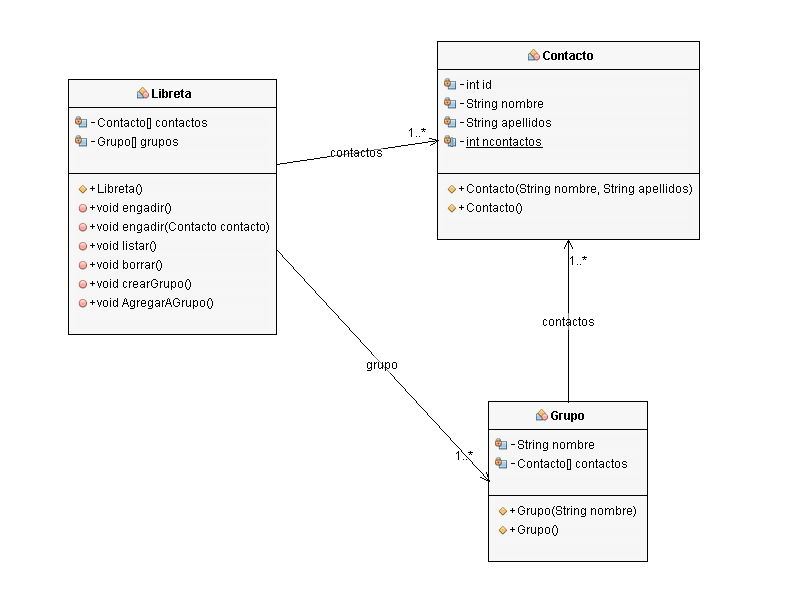 Libreta
- Contacto[] contactos
- Grupo[] grupos
+ Libreta()
+ void engadir()
+ void engadir(Contacto contacto)
+ void listar()
+ void borrar()
+ void crearGrupo()
+ void AgregarAGrupo()
contactos
1..*
Contacto
- int id
- String nombre
- String apellidos
- int ncontactos
+ Contacto(String nombre, String apellidos)
+ Contacto()
1..*
contactos
grupo
1..*
Grupo
- String nombre
- Contacto[] contactos
+ Grupo(String nombre)
+ Grupo()